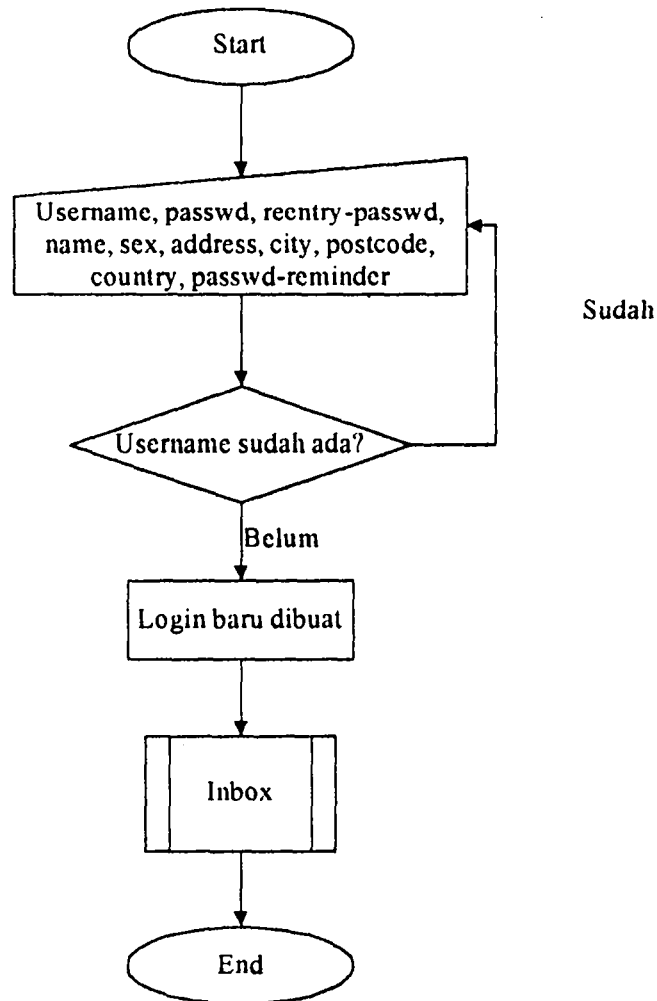 Start
Username, passwd, reentry-passwd,
name, sex, address, city, postcode,
country, passwd-reminder
Sudah
Username sudah ada?
Belum
Login baru dibuat
Inbox
End